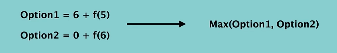 Option1 = 6 + f(5)
Option2 = 0 + f(6)
Max(Option1, Option2)